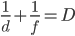 1/d + 1/f = D